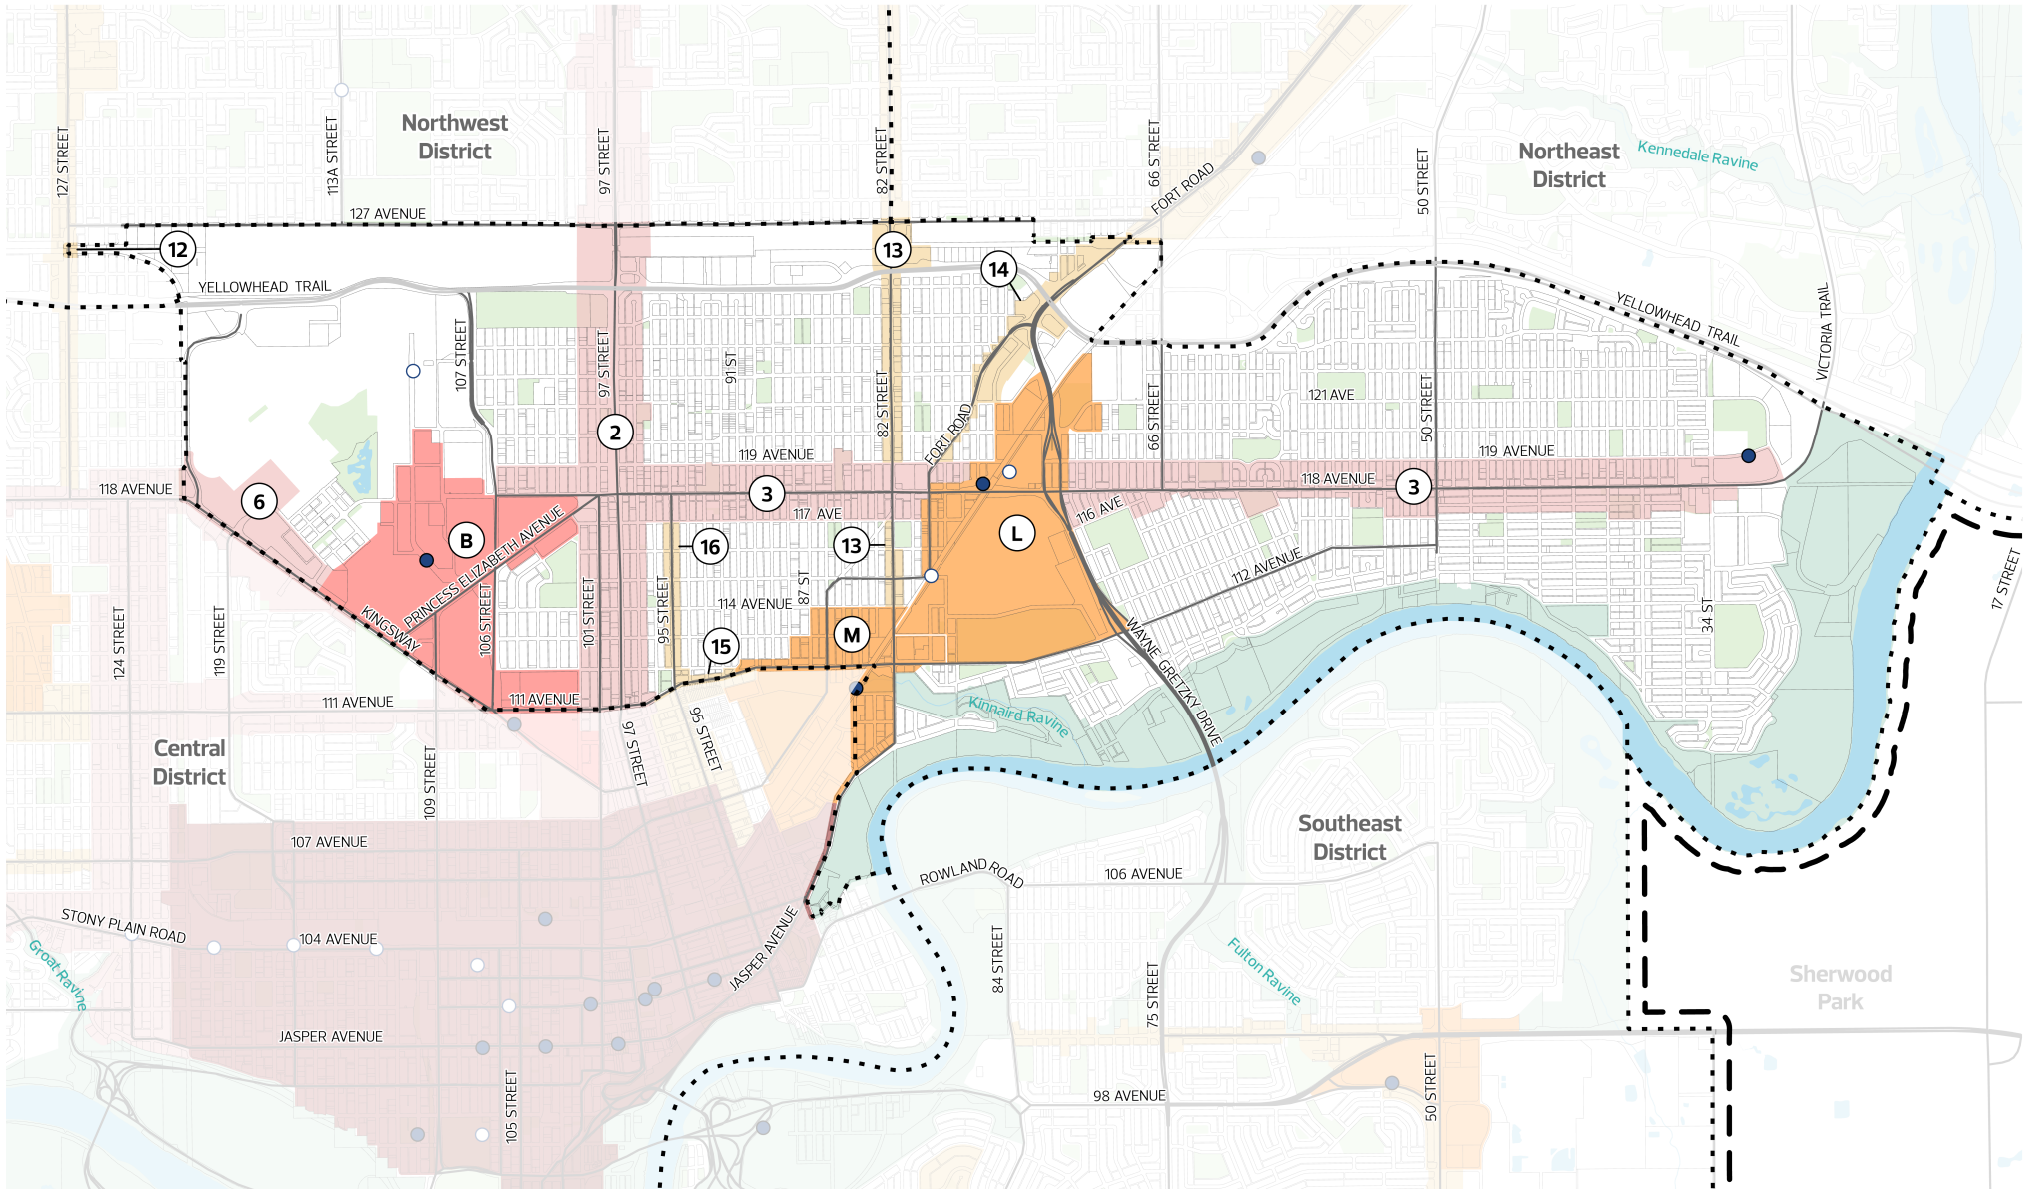 127 STREET
113A STREET
Northwest
District
97 STREET
82 STREET
66 STREET
FORT ROAD
50 STREET
Northeast
District
Kennedale Ravine
127 AVENUE
12
13
14
YELLOWHEAD TRAIL
YELLOWHEAD TRAIL
VICTORIA TRAIL
107 STREET
97 STREET
91 ST
82 STREET
FORT ROAD
66 STREET
121 AVE
50 STREET
2
119 AVENUE
119 AVENUE
118 AVENUE
118 AVENUE
6
3
3
117 AVE
116 AVE
B
PRINCESS ELIZABETH AVENUE
16
13
L
112 AVENUE
17 STREET
124 STREET
119 STREET
KINGSWAY
106 STREET
101 STREET
95 STREET
114 AVENUE
87 ST
M
15
34 ST
WAYNE GRETZKY DRIVE
111 AVENUE
111 AVENUE
Kinnaird Ravine
Central
District
109 STREET
97 STREET
95 STREET
107 AVENUE
Southeast
District
ROWLAND ROAD
106 AVENUE
STONY PLAIN ROAD
104 AVENUE
Groat Ravine
JASPER AVENUE
84 STREET
75 STREET
Fulton Ravine
Sherwood
Park
JASPER AVENUE
105 STREET
98 AVENUE
50 STREET